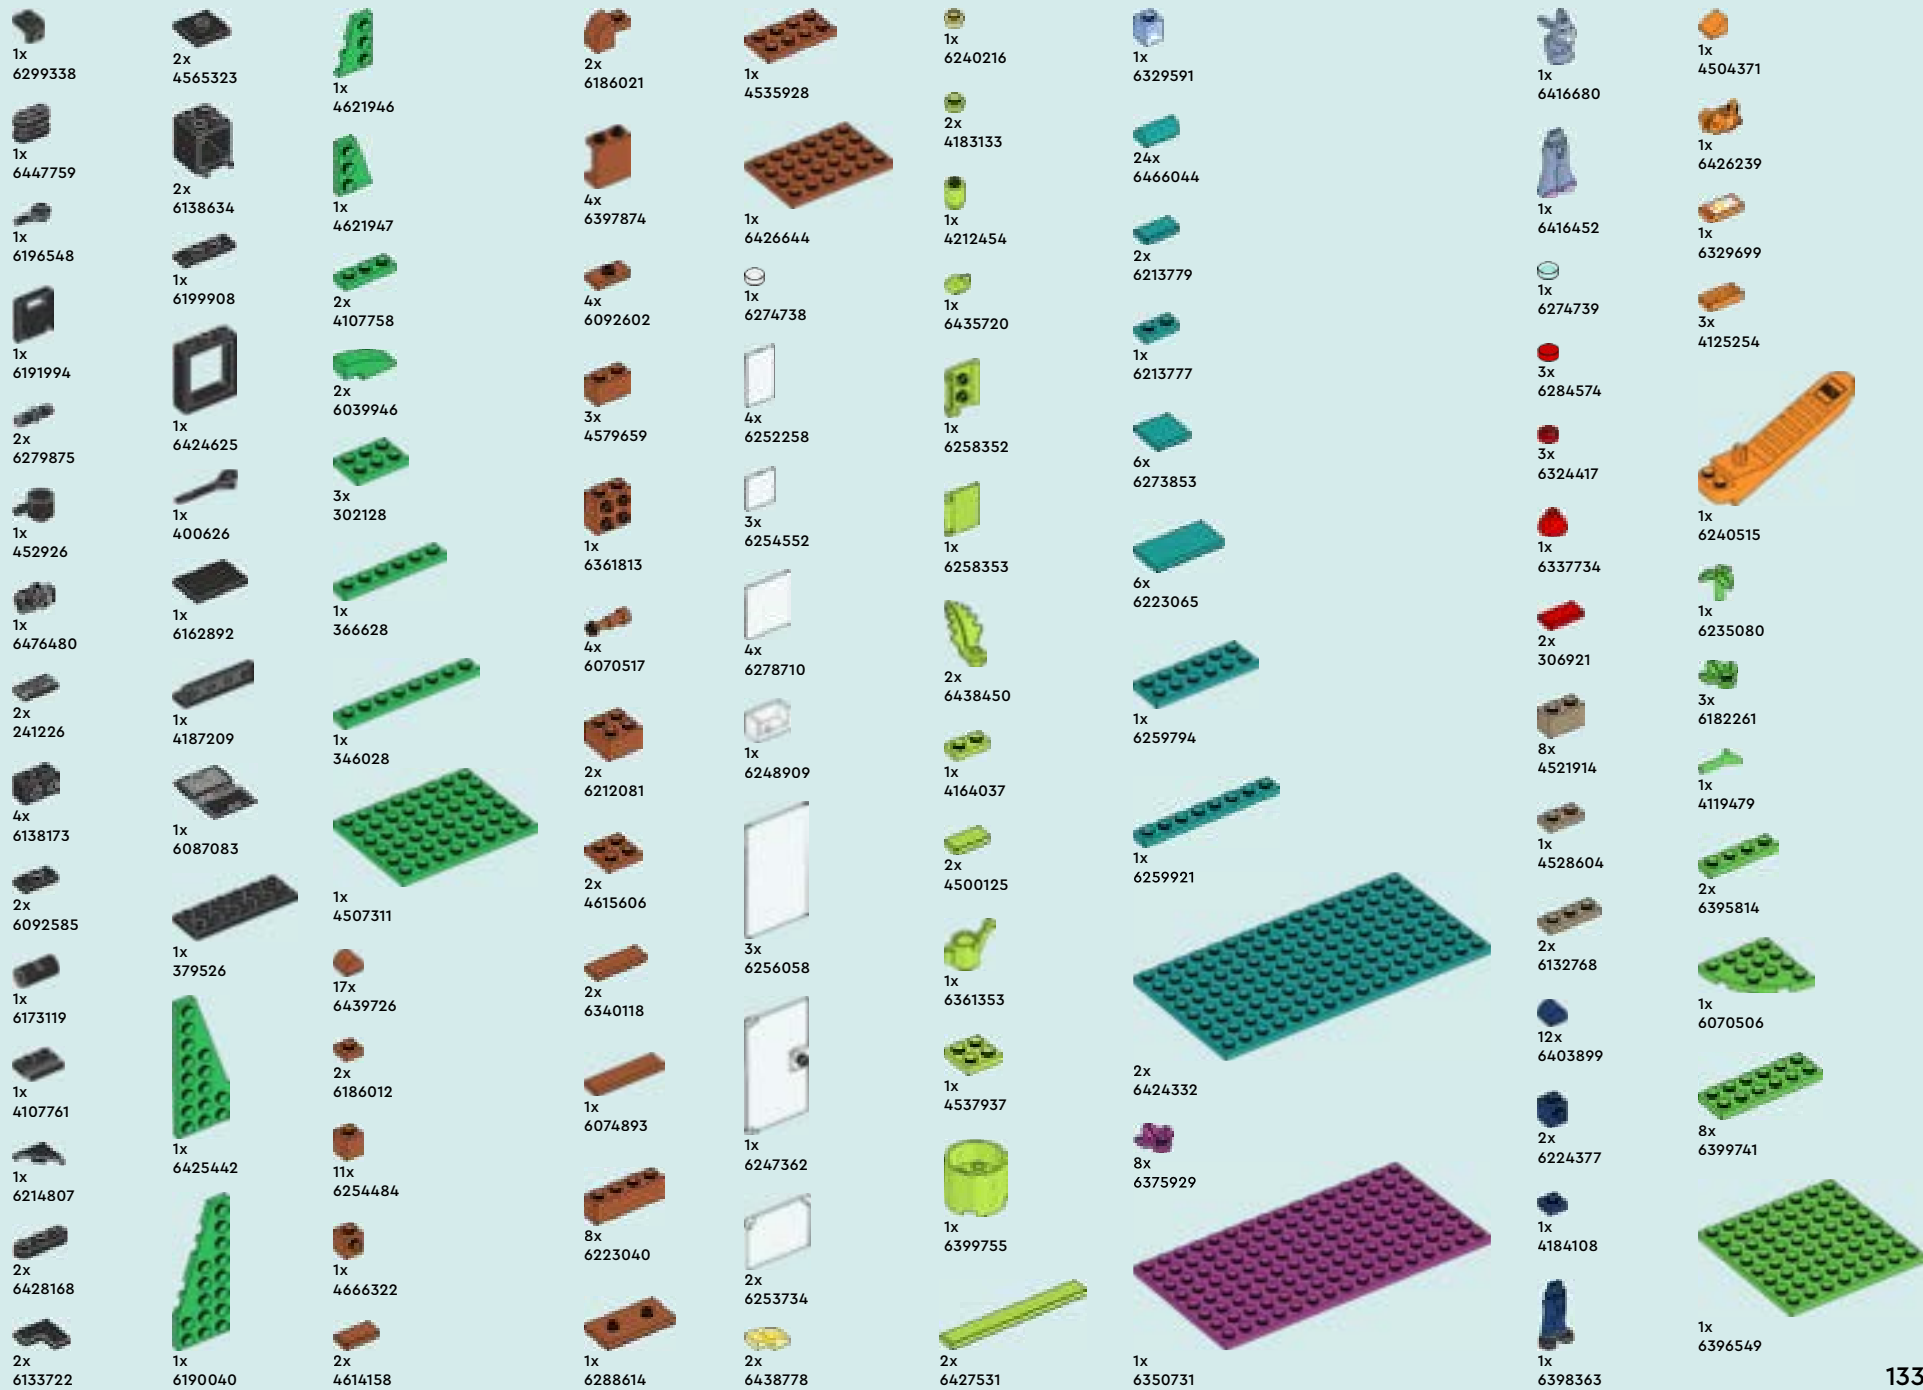 1x
6299338
1x
6447759
1x
6196548
1x
6191994
2x
6279875
1x
452926
1x
6476480
2x
241226
4x
6138173
2x
6092585
1x
6173119
1x
4107761
1x
6214807
2x
6428168
2x
6133722
2x
4565323
2x
6138634
1x
6199908
1x
6424625
1x
400626
1x
6162892
1x
4187209
1x
6087083
1x
379526
1x
6425442
1x
6190040
1x
4621946
1x
4621947
2x
4107758
2x
6039946
3x
302128
1x
366628
1x
346028
1x
4507311
17x
6439726
2x
6186012
11x
6254484
1x
4666322
2x
4614158
2x
6186021
4x
6397874
4x
6092602
3x
4579659
1x
6361813
4x
6070517
2x
6212081
2x
4615606
2x
6340118
1x
6074893
8x
6223040
1x
6288614
1x
4535928
1x
6426644
1x
6274738
4x
6252258
3x
6254552
4x
6278710
1x
6248909
3x
6256058
1x
6247362
2x
6253734
2x
6438778
1x
6240216
2x
4183133
1x
4212454
1x
6435720
1x
6258352
1x
6258353
2x
6438450
1x
4164037
2x
4500125
1x
6361353
1x
4537937
1x
6399755
2x
6427531
1x
6329591
24x
6466044
2x
6213779
1x
6213777
6x
6273853
6x
6223065
1x
6259794
1x
6259921
2x
6424332
8x
6375929
1x
6350731
1x
6416680
1x
6416452
1x
6274739
3x
6284574
3x
6324417
1x
6337734
2x
306921
8x
4521914
1x
4528604
2x
6132768
12x
6403899
2x
6224377
1x
4184108
1x
6398363
1x
4504371
1x
6426239
1x
6329699
3x
4125254
1x
6240515
1x
6235080
3x
6182261
1x
4119479
2x
6395814
1x
6070506
8x
6399741
1x
6396549
133